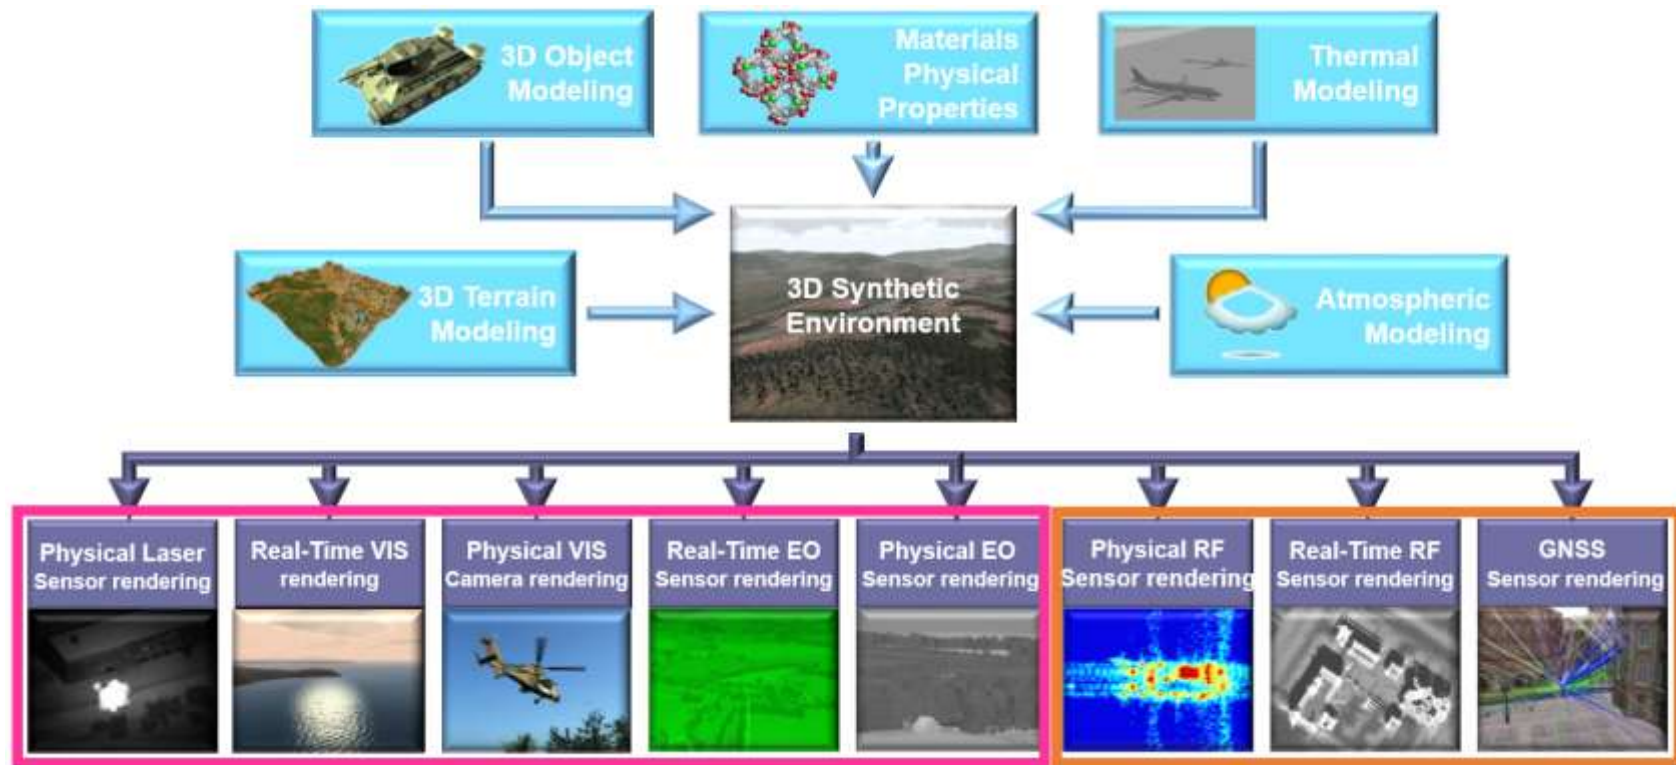 3D Object
Modeling
Materials
Physical
Properties
Thermal
Modeling
3D Terrain
Modeling
3D Synthetic
Environment
Atmospheric
Modeling
Physical Laser
Sensor rendering
Real-Time VIS
rendering
Physical VIS
Camera rendering
Real-Time EO
Sensor rendering
Physical EO
Sensor rendering
Physical RF
Sensor rendering
Real-Time RF
Sensor rendering
GNSS
Sensor rendering